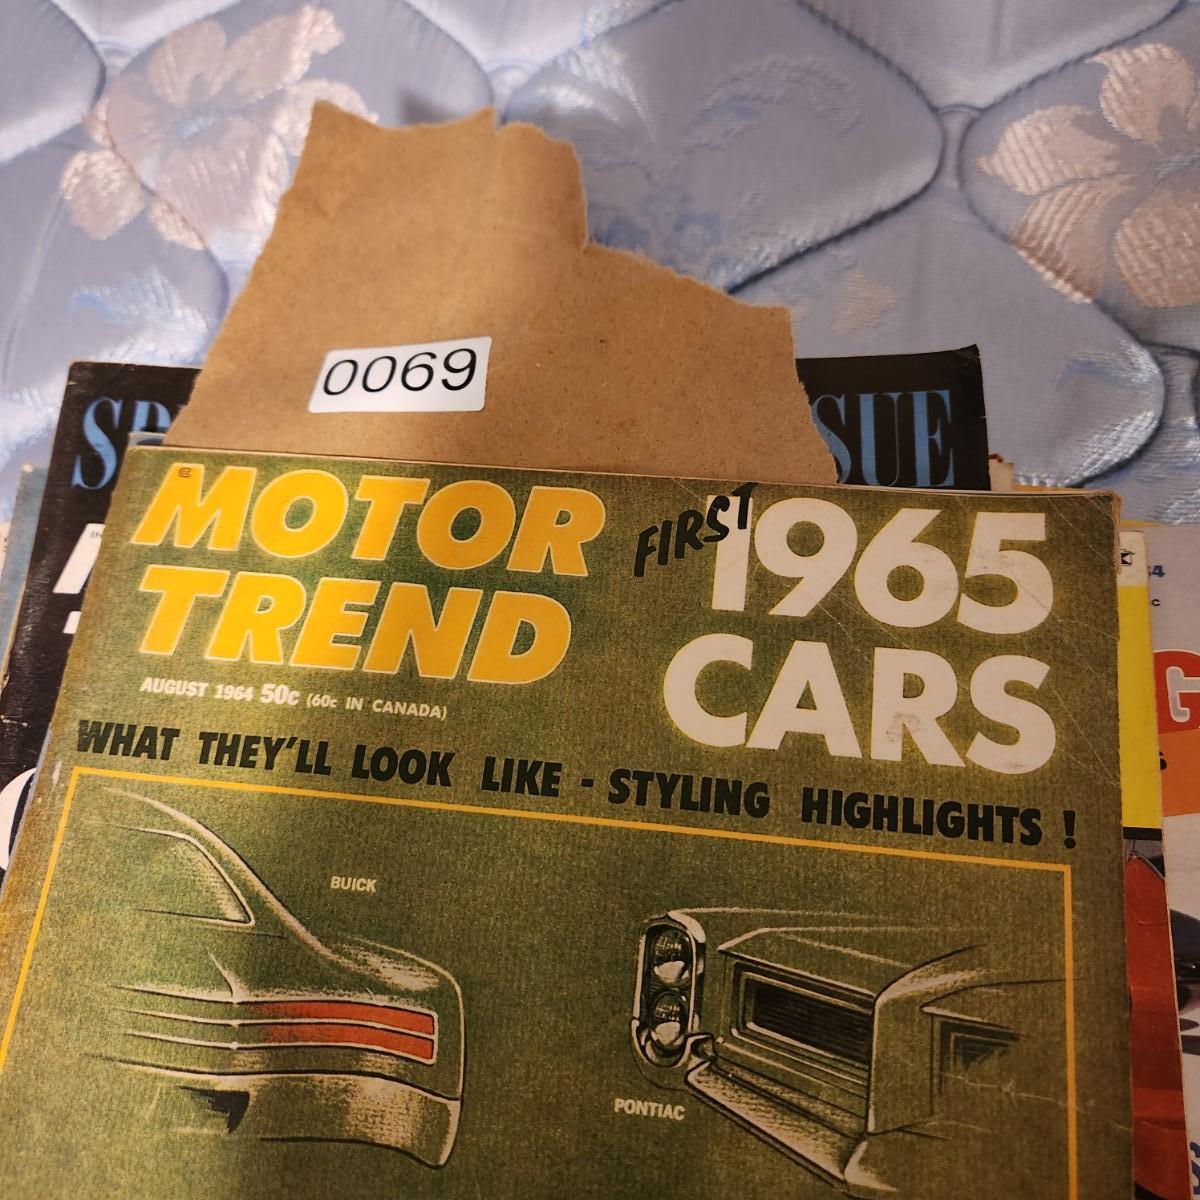 0069
SUE
MOTOR
TREND
AUGUST 1964 50c (60c IN CANADA)
FIRST 1965
CARS
WHAT THEY'LL LOOK LIKE - STYLING HIGHLIGHTS !
BUICK
PONTIAC